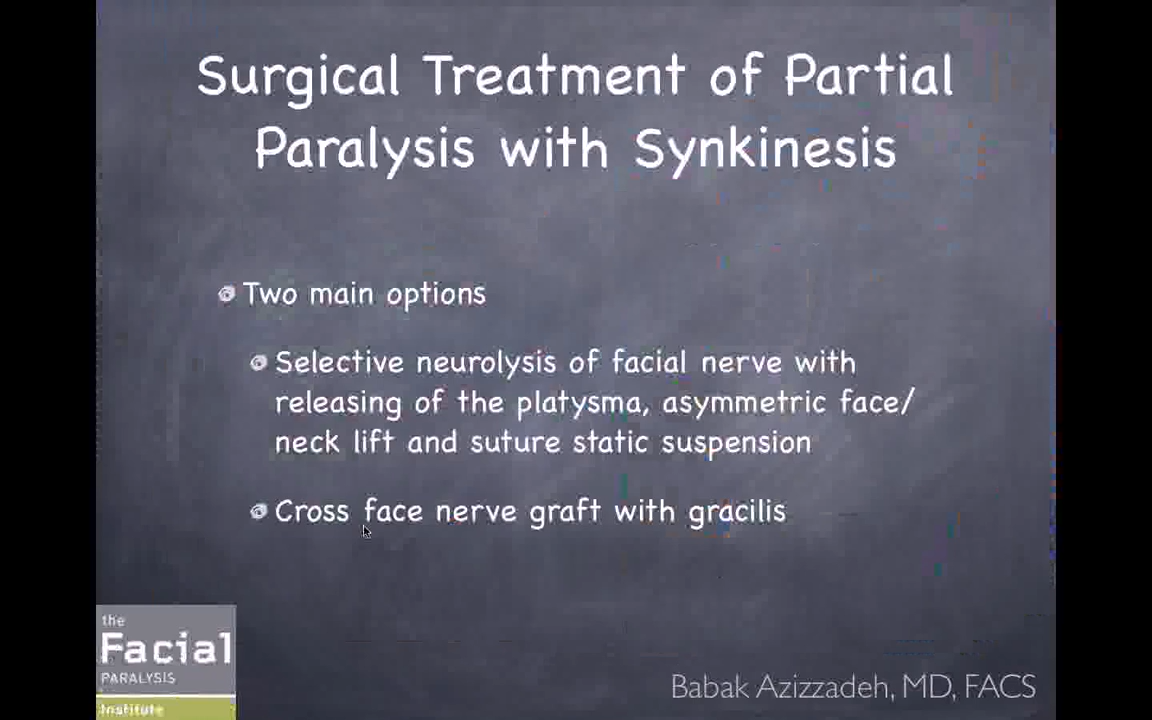 Surgical Treatment of Partial
Paralysis with Synkinesis
Two main options
Selective neurolysis of facial nerve with
releasing of the platysma, asymmetric face/
neck lift and suture static suspension
Cross face nerve graft with gracilis
the
Facial
PARALYSIS
Institute
Babak Azizzadeh, MD, FACS